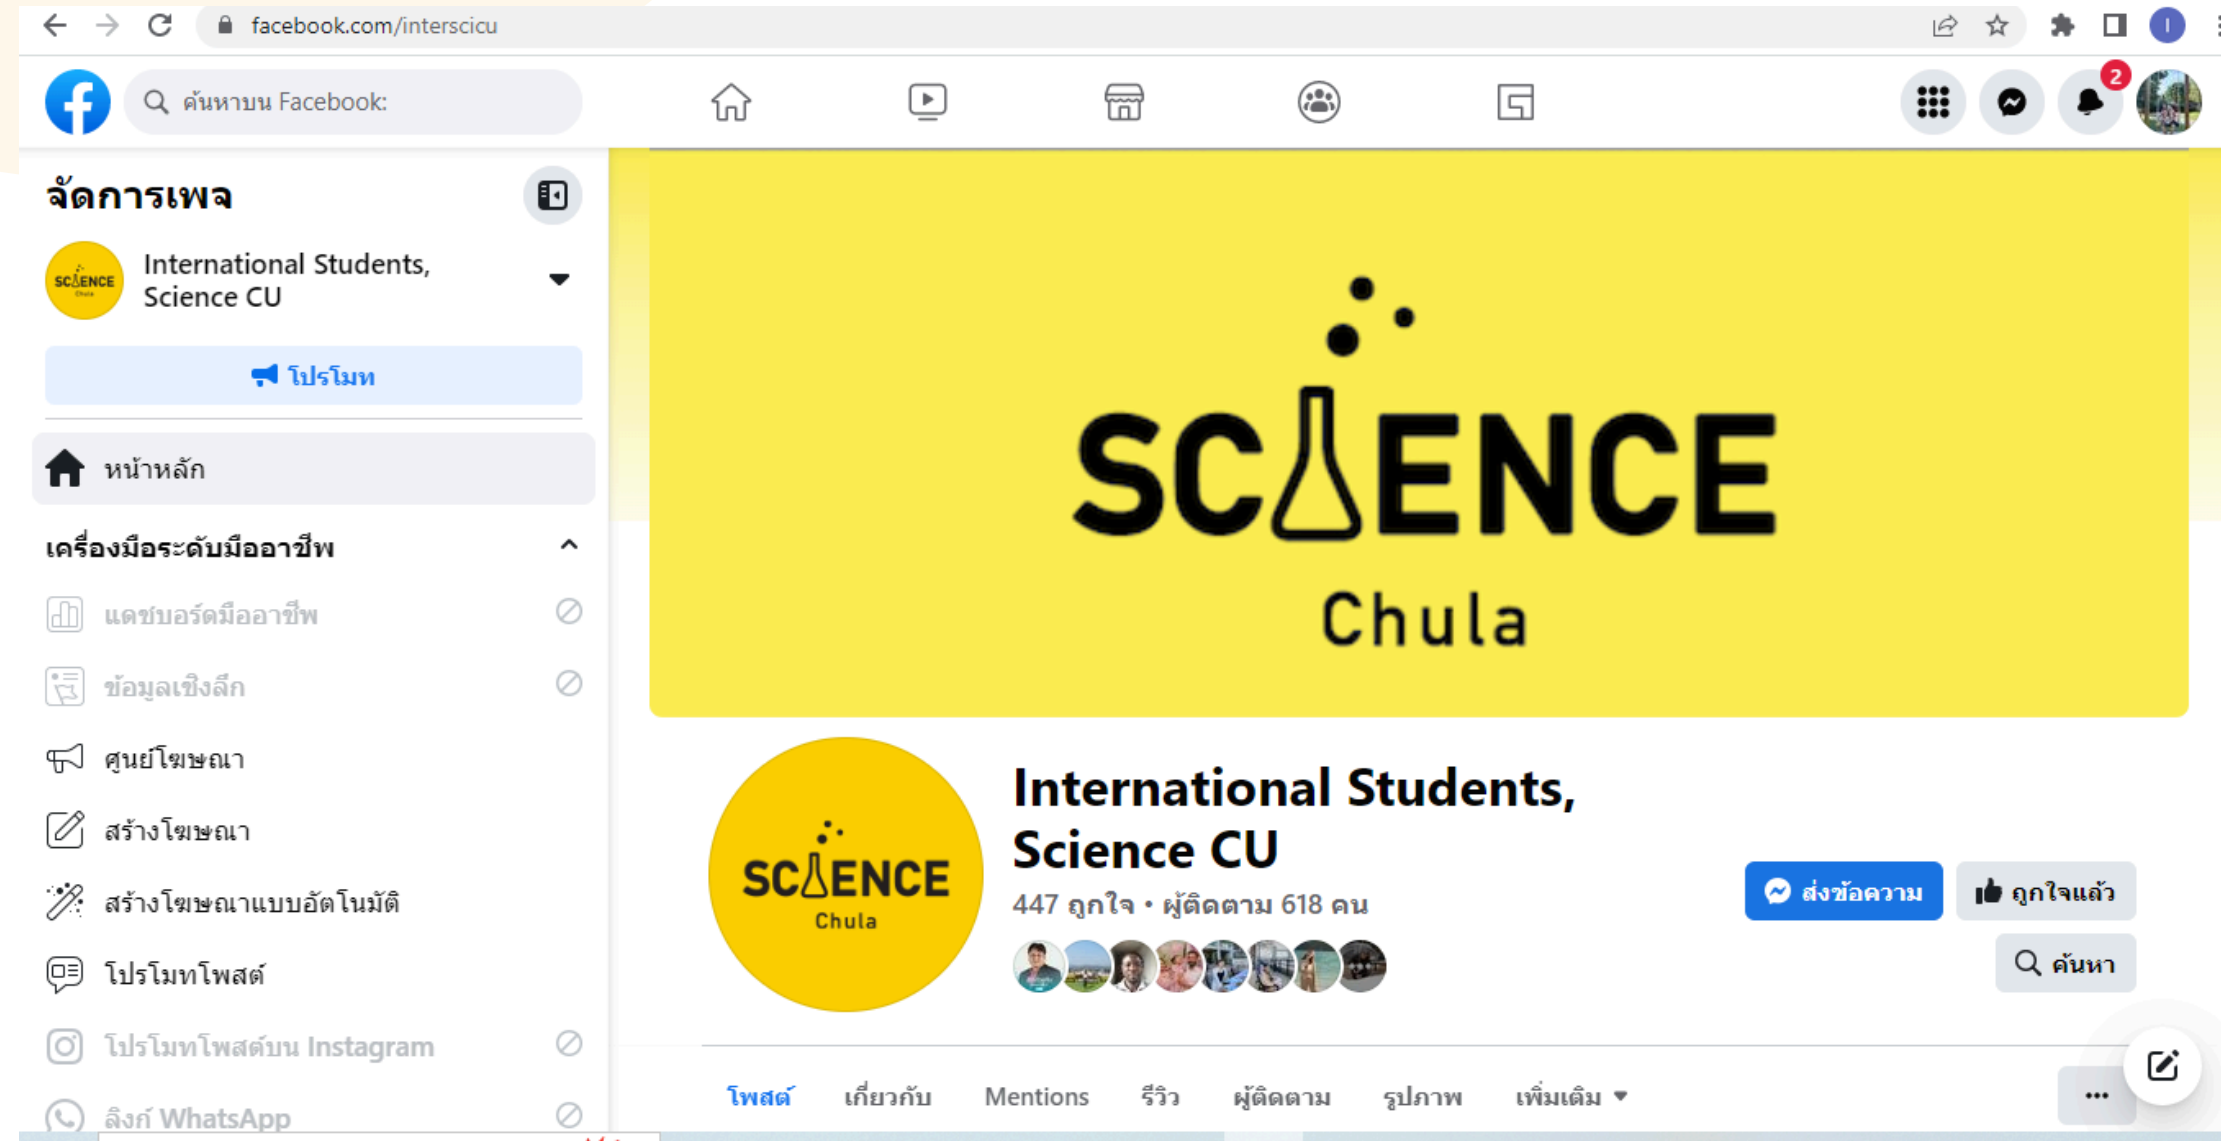 facebook.com/interscicu
I
ค้นหาบน Facebook:
2
จัดการเพจ
SCIENCE
Chula
International Students,
Science CU
โปรโมท
หน้าหลัก
เครื่องมือระดับมืออาชีพ
แดชบอร์ดมืออาชีพ
ข้อมูลเชิงลึก
ศูนย์โฆษณา
สร้างโฆษณา
สร้างโฆษณาแบบอัตโนมัติ
โปรโมทโพสต์
โปรโมทโพสต์บน Instagram
ลิงก์ WhatsApp
SCIENCE
Chula
SCIENCE
Chula
International Students,
Science CU
447 ถูกใจ • ผู้ติดตาม 618 คน
ส่งข้อความ
ถูกใจแล้ว
ค้นหา
โพสต์ เกี่ยวกับ Mentions รีวิว ผู้ติดตาม รูปภาพ เพิ่มเติม